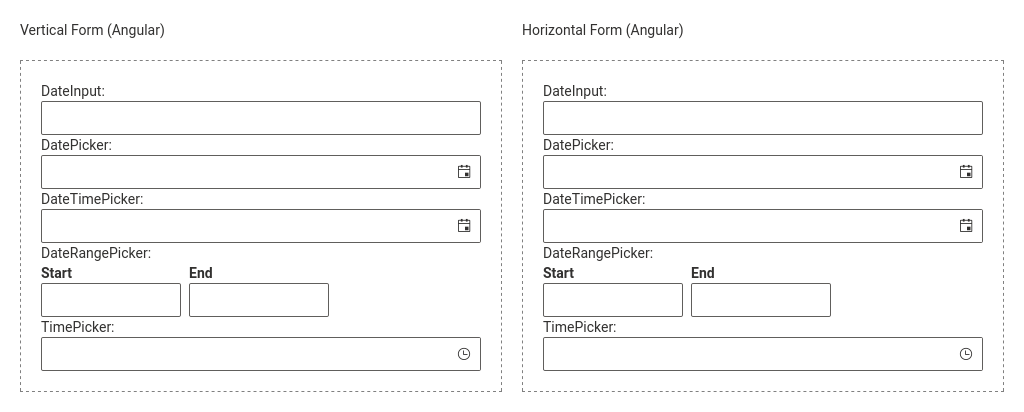 Vertical Form (Angular)
DateInput:
DatePicker:
DateTimePicker:
DateRangePicker:
Start End
TimePicker:
Horizontal Form (Angular)
DateInput:
DatePicker:
DateTimePicker:
DateRangePicker:
Start End
TimePicker: